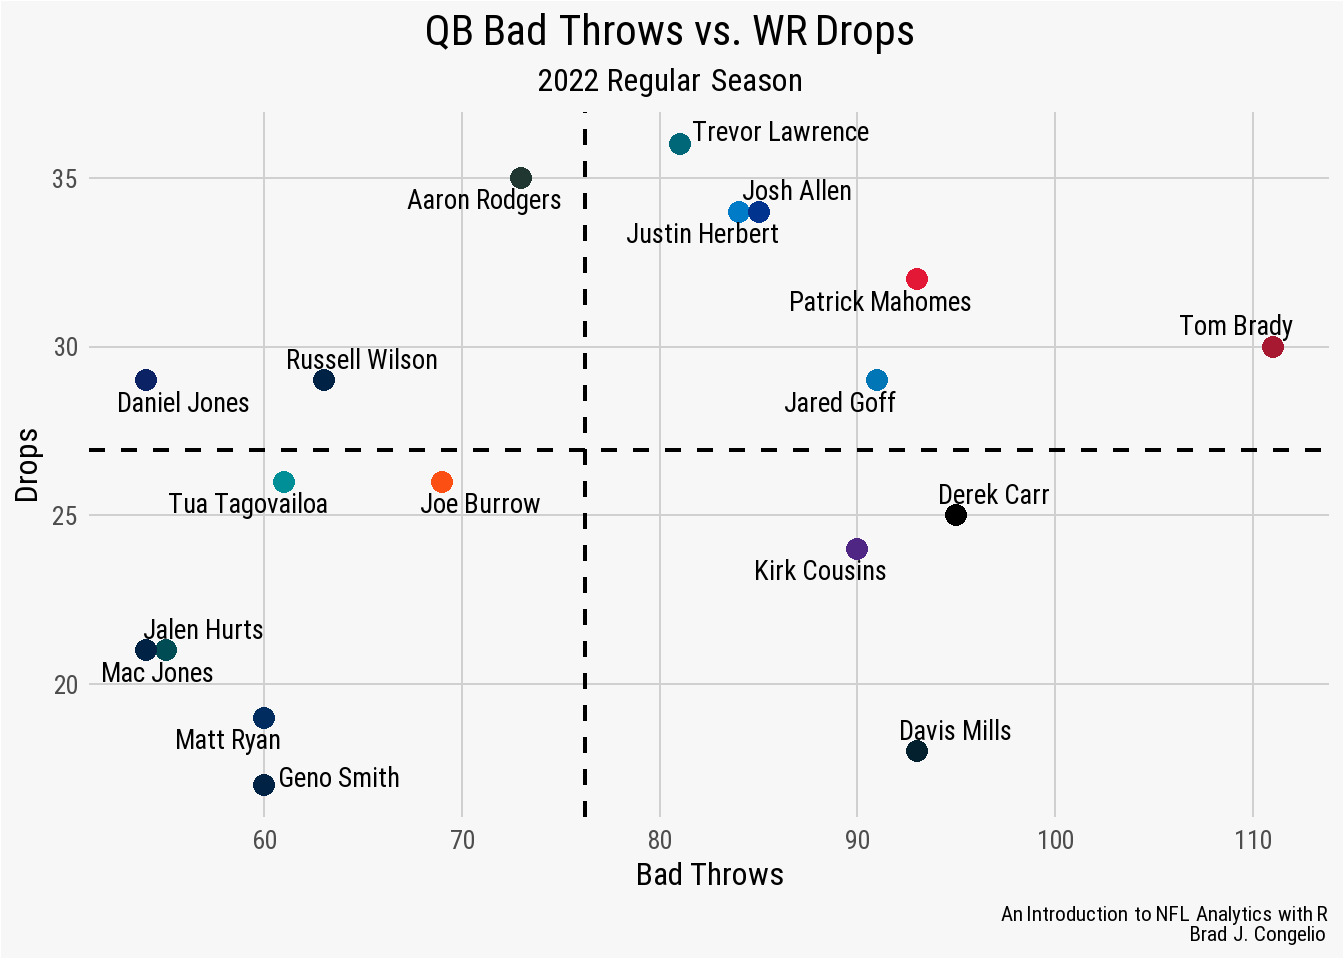 QB Bad Throws vs. WR Drops
2022 Regular Season
Trevor Lawrence
35
Aaron Rodgers
Josh Allen
Justin Herbert
Patrick Mahomes
Tom Brady
30
Russell Wilson
Daniel Jones
Jared Goff
Drops
Tua Tagovailoa
Joe Burrow
Derek Carr
25
Kirk Cousins
Jalen Hurts
Mac Jones
20
Matt Ryan
Davis Mills
Geno Smith
60 70 80 90 100 110
Bad Throws
An Introduction to NFL Analytics with R
Brad J. Congelio